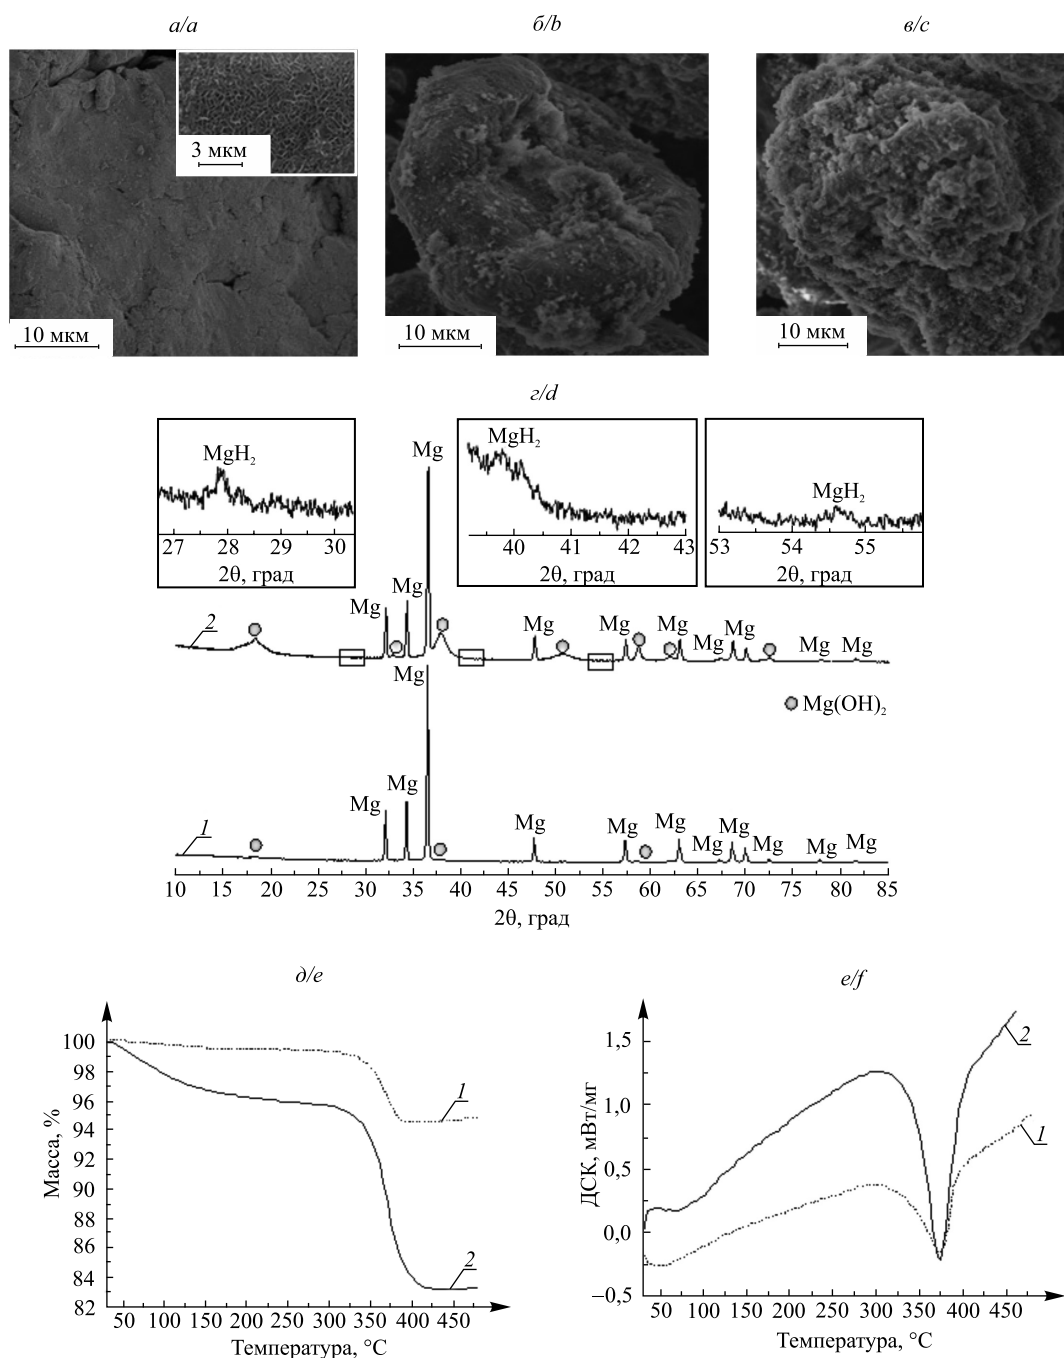 а/a
б/b
в/c
3 мкм
10 мкм
10 мкм
10 мкм
г/d
MgH₂
27 28 29 30
2θ, град
Mg
MgH₂
40 41 42 43
2θ, град
MgH₂
53 54 55
2θ, град
2
Mg
Mg
Mg
Mg
Mg
Mg
Mg
Mg
Mg
Mg(OH)₂
1
Mg
Mg
Mg
Mg
Mg
Mg
Mg
Mg
Mg
Mg
10 15 20 25 30 35 40 45 50 55 60 65 70 75 80 85
2θ, град
д/e
100
98
96
94
92
90
88
86
84
82
Масса, %
1
2
50 100 150 200 250 300 350 400 450
Температура, °C
е/f
1,5
1,0
0,5
0,0
–0,5
ДСК, мВт/мг
2
1
50 100 150 200 250 300 350 400 450
Температура, °C